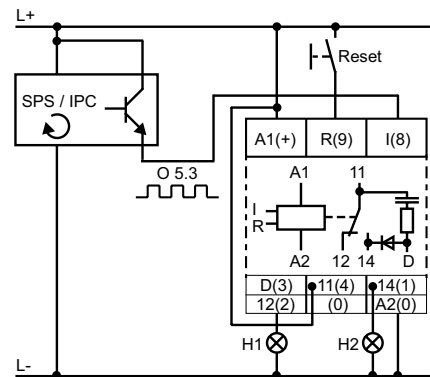 L+
Reset
SPS / IPC
A1(+) R(9) I(8)
O 5.3
A1 11
I
R
A2 12 14 D
D(3) 11(4) 14(1)
12(2) (0) A2(0)
H1 H2
L-